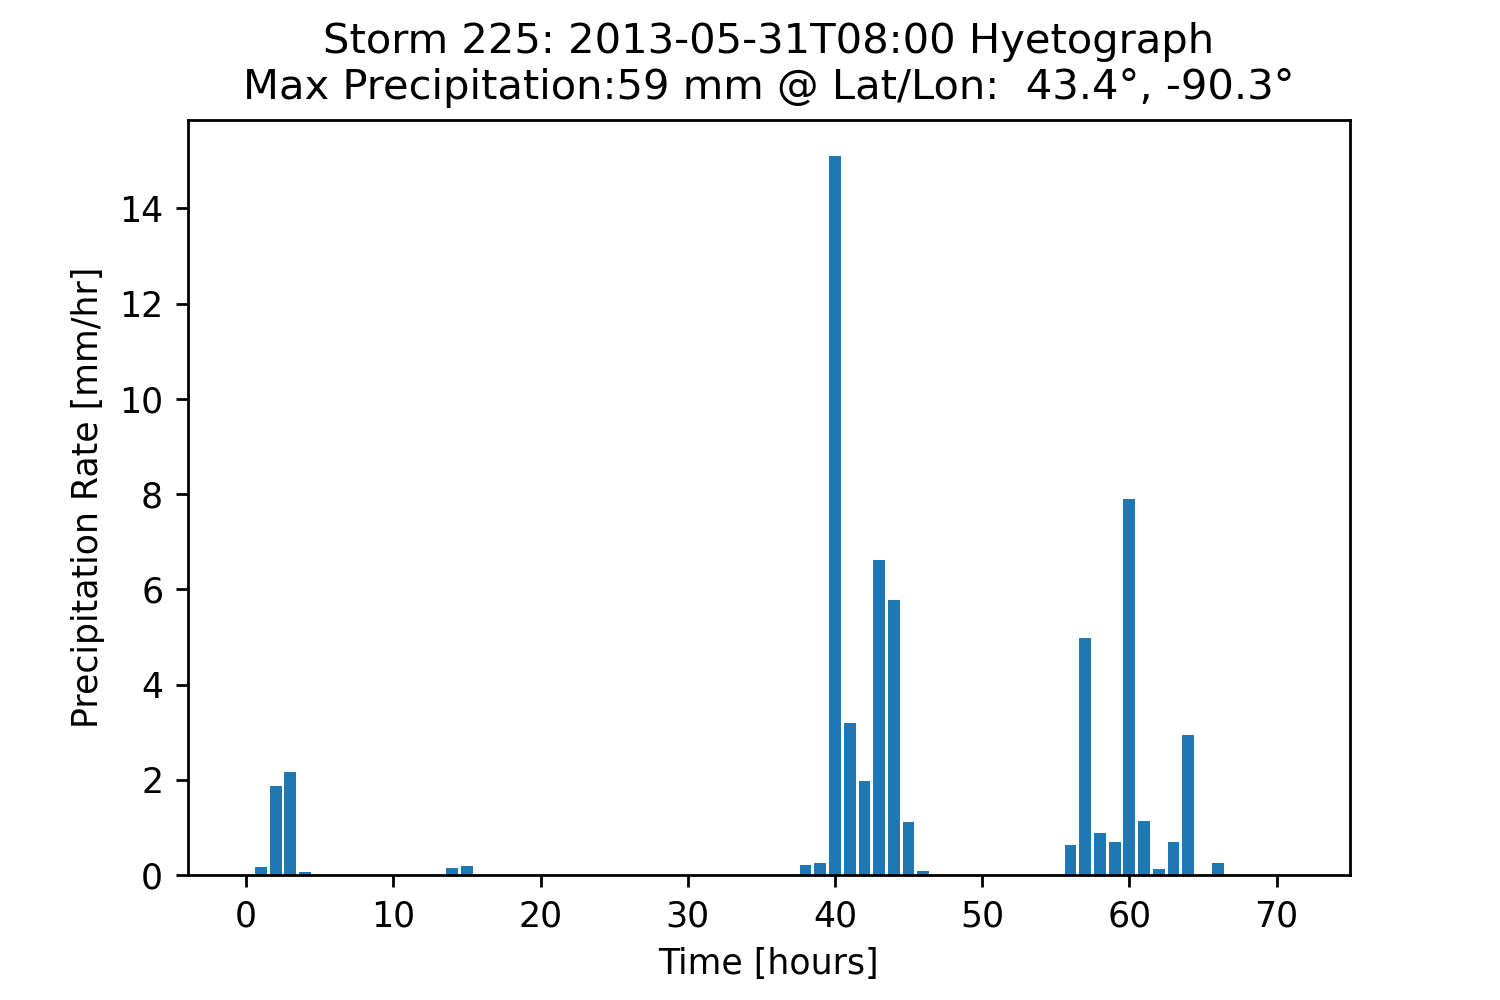 Storm 225: 2013-05-31T08:00 Hyetograph
Max Precipitation:59 mm @ Lat/Lon:  43.4°, -90.3°
Precipitation Rate [mm/hr]
14
12
10
8
6
4
2
0
0 10 20 30 40 50 60 70
Time [hours]